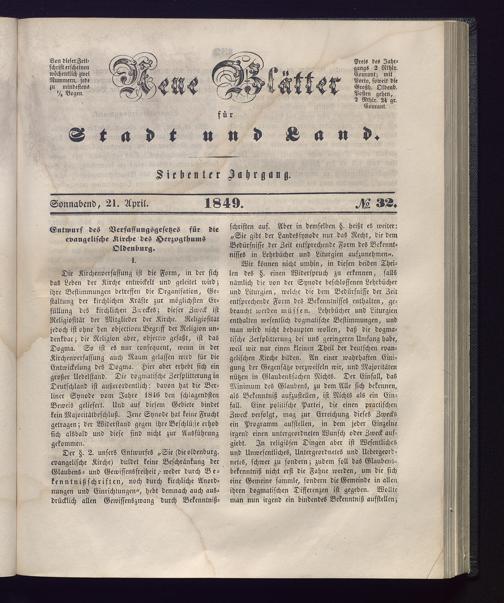 Von dieser Zeit-
schrift erscheinen
wöchentlich zwei
Nummern, jede
zu mindestens
½ Bogen.
Neue Blätter
für
Stadt und Land.
Preis des Jahr-
gangs 2 Rthlr.
Courant; mit
Porto, soweit die
Großh. Oldenb.
Posten gehen,
2 Rthlr. 24 gr.
Courant.
Siebenter Jahrgang.
Sonnabend, 21. April.
1849.
№ 32.
Entwurf des Verfassungsgesetzes für die
evangelische Kirche des Herzogthums
Oldenburg.
I.
Die Kirchenverfassung ist die Form, in der sich
das Leben der Kirche entwickelt und geleitet wird;
ihre Bestimmungen betreffen die Organisation, Ge-
staltung der kirchlichen Kräfte zur möglichsten Er-
füllung des kirchlichen Zweckes; dieser Zweck ist
Religiosität der Mitglieder der Kirche. Religiosität
jedoch ist ohne den objectiven Begriff der Religion un-
denkbar; die Religion aber, objectiv gefaßt, ist das
Dogma. So ist es nur consequent, wenn in der
Kirchenverfassung auch Raum gelassen wird für die
Entwickelung des Dogma. Hier aber erhebt sich ein
großer Uebelstand. Die dogmatische Zersplitterung in
Deutschland ist außerordentlich: davon hat die Ber-
liner Synode vom Jahre 1846 den schlagendsten
Beweis geliefert. Und auf diesem Gebiete bindet
kein Majoritätsbeschluß. Jene Synode hat keine Frucht
getragen; der Widerstand gegen ihre Beschlüsse erhob
sich alsbald und diese sind nicht zur Ausführung
gekommen.
Der §. 2. unsers Entwurfes „Sie (die oldenburg.
evangelische Kirche) duldet keine Beschränkung der
Glaubens- und Gewissensfreiheit; weder durch Be-
kenntnißschriften, noch durch kirchliche Anord-
nungen und Einrichtungen“, hebt demnach auch aus-
drücklich allen Gewissenszwang durch Bekenntniß-
schriften auf. Aber in demselben §. heißt es weiter:
„Sie gibt der Landessynode nur das Recht, die dem
Bedürfnisse der Zeit entsprechende Form des Bekennt-
nisses in Lehrbücher und Liturgien aufzunehmen“.
Wir können nicht umhin, in diesen beiden Thei-
len des §. einen Widerspruch zu erkennen, falls
nämlich die von der Synode beschlossenen Lehrbücher
und Liturgien, welche die dem Bedürfnisse der Zeit
entsprechende Form des Bekenntnisses enthalten, ge-
braucht werden müssen. Lehrbücher und Liturgien
enthalten wesentlich dogmatische Bestimmungen, und
man wird nicht behaupten wollen, daß die dogma-
tische Zersplitterung bei uns geringeren Umfang habe,
weil wir nur einen kleinen Theil der deutschen evan-
gelischen Kirche bilden. An einer wahrhaften Eini-
gung der Gegensätze verzweifeln wir, und Majoritäten
nützen in Glaubenssachen Nichts. Der Einfall, das
Minimum des Glaubens, zu dem Alle sich bekennen,
als Bekenntniß aufzustellen, ist Nichts als ein Ein-
fall. Eine politische Partei, die einen practischen
Zweck verfolgt, mag zur Erreichung dieses Zwecks
ein Programm aufstellen, in dem jeder Einzelne
irgend einen untergeordneten Wunsch oder Zweck auf-
giebt. In religiösen Dingen aber ist Wesentliches
und Unwesentliches, Untergeordnetes und Uebergeord-
netes, schwer zu sondern; zudem soll das Glaubens-
bekenntniß nicht erst die Fahne werden, um die sich
eine Gemeine sammle, sondern die Gemeinde in allen
ihren dogmatischen Differenzen ist gegeben. Wollte
man nun irgend ein bindendes Bekenntniß aufstellen;